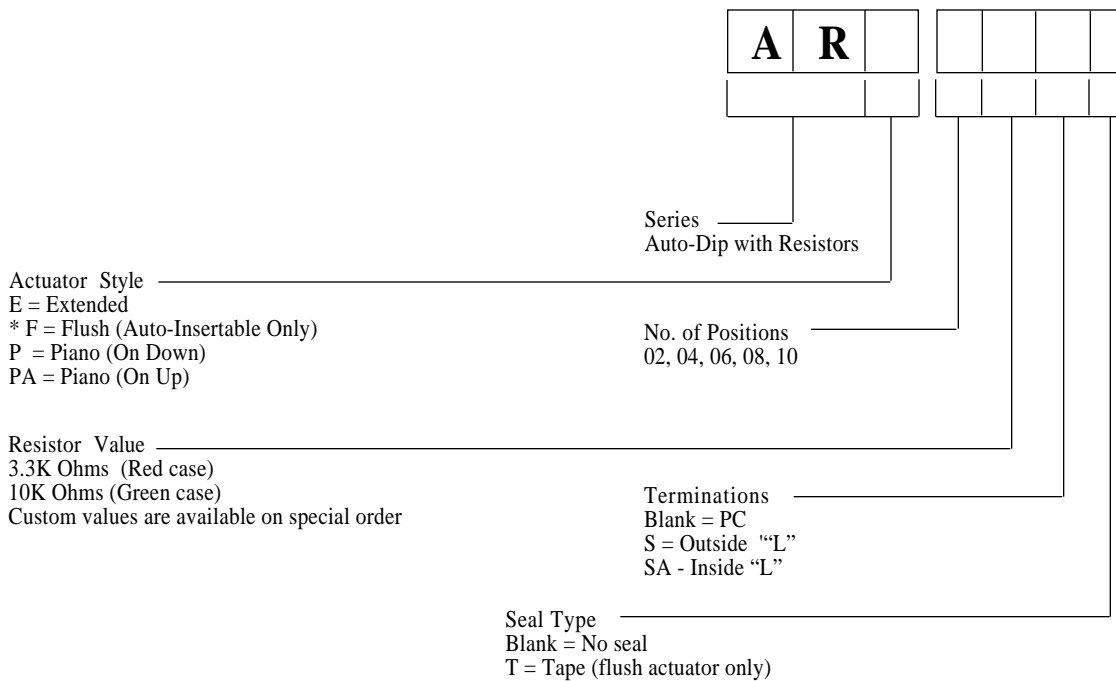 A R
Series
Auto-Dip with Resistors
Actuator Style
E = Extended
* F = Flush (Auto-Insertable Only)
P = Piano (On Down)
PA = Piano (On Up)
No. of Positions
02, 04, 06, 08, 10
Resistor Value
3.3K Ohms (Red case)
10K Ohms (Green case)
Custom values are available on special order
Terminations
Blank = PC
S = Outside '“L”
SA - Inside “L”
Seal Type
Blank = No seal
T = Tape (flush actuator only)